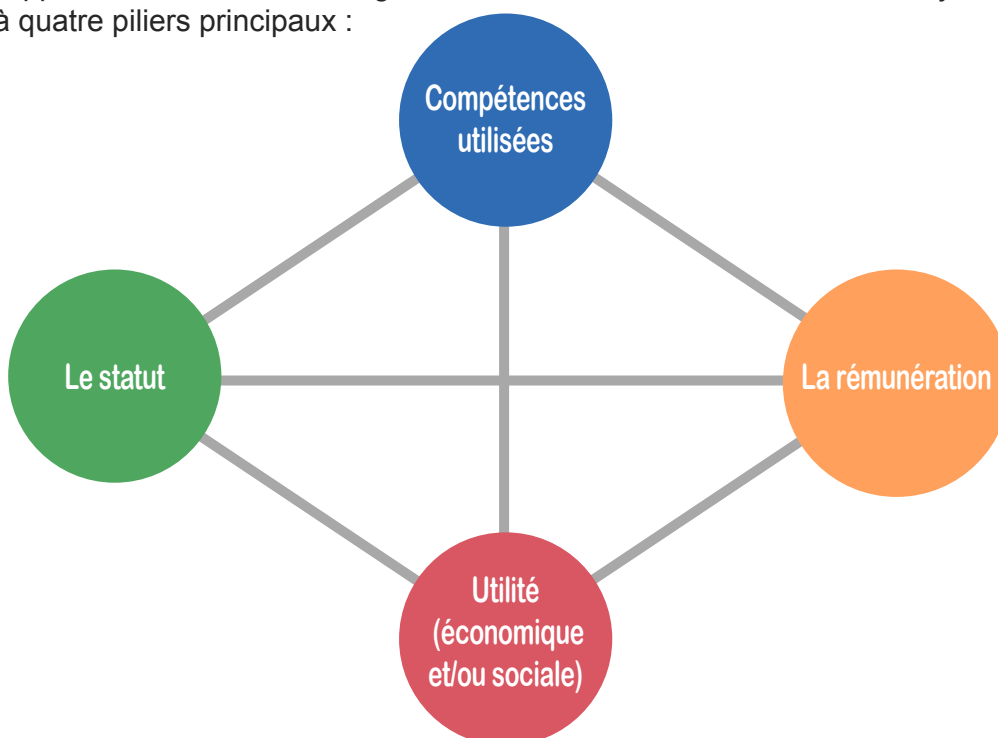 à quatre piliers principaux :
Compétences
utilisées
Le statut
La rémunération
Utilité
(économique
et/ou sociale)